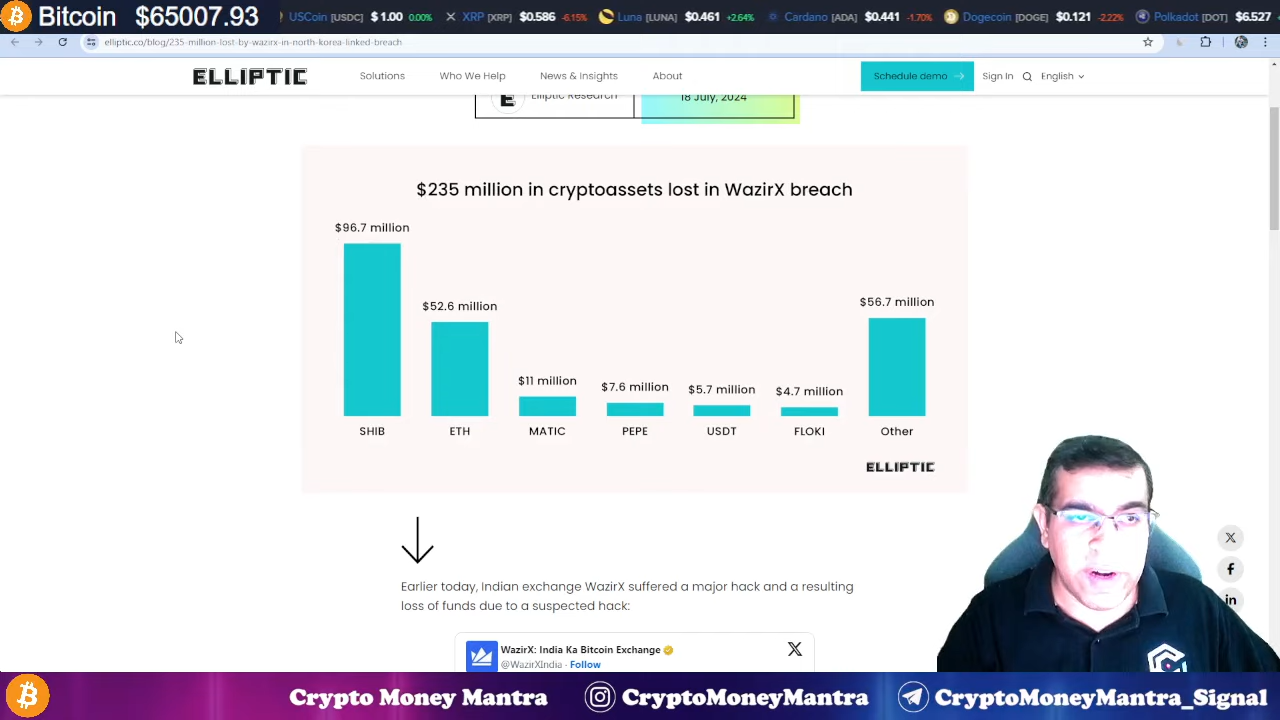 Bitcoin $65007.93 USCoin [USDC] $ 1.00 0.00% XRP [XRP] $0.586 -6.15% Luna [LUNA] $0.461 +2.64% Cardano [ADA] $0.441 -1.70% Dogecoin [DOGE] $0.121 -2.22% Polkadot [DOT] $6.527
elliptic.co/blog/235-million-lost-by-wazirx-in-north-korea-linked-breach
ELLIPTIC Solutions Who We Help News & Insights About Schedule demo → Sign In English
Elliptic Research 18 July, 2024
$235 million in cryptoassets lost in WazirX breach
$96.7 million
$52.6 million
$11 million
$7.6 million
$5.7 million
$4.7 million
$56.7 million
SHIB ETH MATIC PEPE USDT FLOKI Other
ELLIPTIC
Earlier today, Indian exchange WazirX suffered a major hack and a resulting
loss of funds due to a suspected hack:
WazirX: India Ka Bitcoin Exchange
@WazirXIndia · Follow
Crypto Money Mantra CryptoMoneyMantra CryptoMoneyMantra_Signal